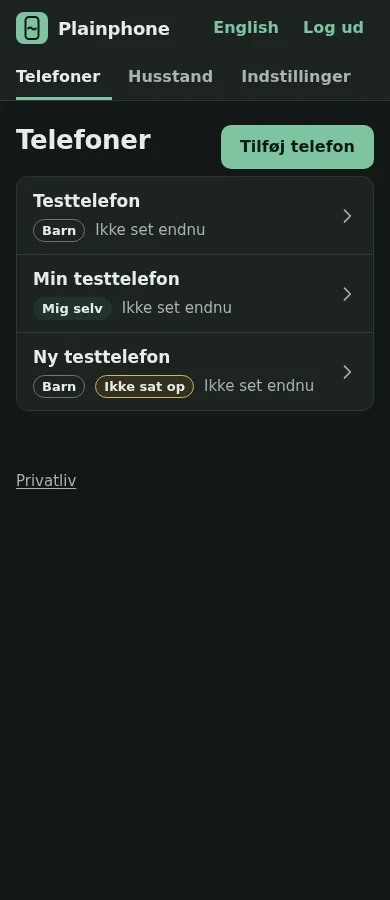 Plainphone English Log ud
Telefoner Husstand Indstillinger
Telefoner Tilføj telefon
Testtelefon
Barn Ikke set endnu
Min testtelefon
Mig selv Ikke set endnu
Ny testtelefon
Barn Ikke sat op Ikke set endnu
Privatliv